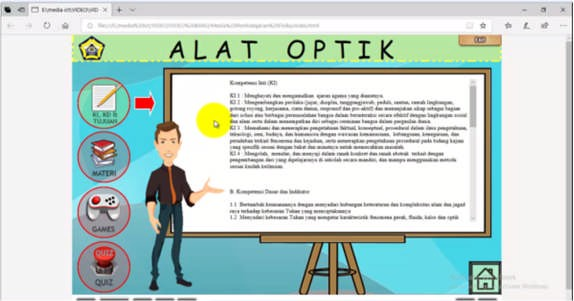 ALAT OPTIK
EXIT
KI, KD &
TUJUAN
MATERI
GAMES
QUIZ
QUIZ
Kompetensi Inti (KI)
KI 1 : Menghayati dan mengamalkan ajaran agama yang dianutnya.
KI 2 : Mengembangkan perilaku (jujur, disiplin, tanggungjawab, peduli, santun, ramah lingkungan,
gotong royong, kerjasama, cinta damai, responsif dan pro-aktif) dan menunjukan sikap sebagai bagian
dari solusi atas berbagai permasalahan bangsa dalam berinteraksi secara efektif dengan lingkungan sosial
dan alam serta dalam menempatkan diri sebagai cerminan bangsa dalam pergaulan dunia.
KI 3 : Memahami dan menerapkan pengetahuan faktual, konseptual, prosedural dalam ilmu pengetahuan,
teknologi, seni, budaya, dan humaniora dengan wawasan kemanusiaan, kebangsaan, kenegaraan, dan
peradaban terkait fenomena dan kejadian, serta menerapkan pengetahuan prosedural pada bidang kajian
yang spesifik sesuai dengan bakat dan minatnya untuk memecahkan masalah.
KI 4 : Mengolah, menalar, dan menyaji dalam ranah konkret dan ranah abstrak terkait dengan
pengembangan dari yang dipelajarinya di sekolah secara mandiri, dan mampu menggunakan metoda
sesuai kaidah keilmuan.
B. Kompetensi Dasar dan Indikator
1.1 Bertambah keimanannya dengan menyadari hubungan keteraturan dan kompleksitas alam dan jagad
raya terhadap kebesaran Tuhan yang menciptakannya
1.2 Menyadari kebesaran Tuhan yang mengatur karakteristik fenomena gerak, fluida, kalor dan optik